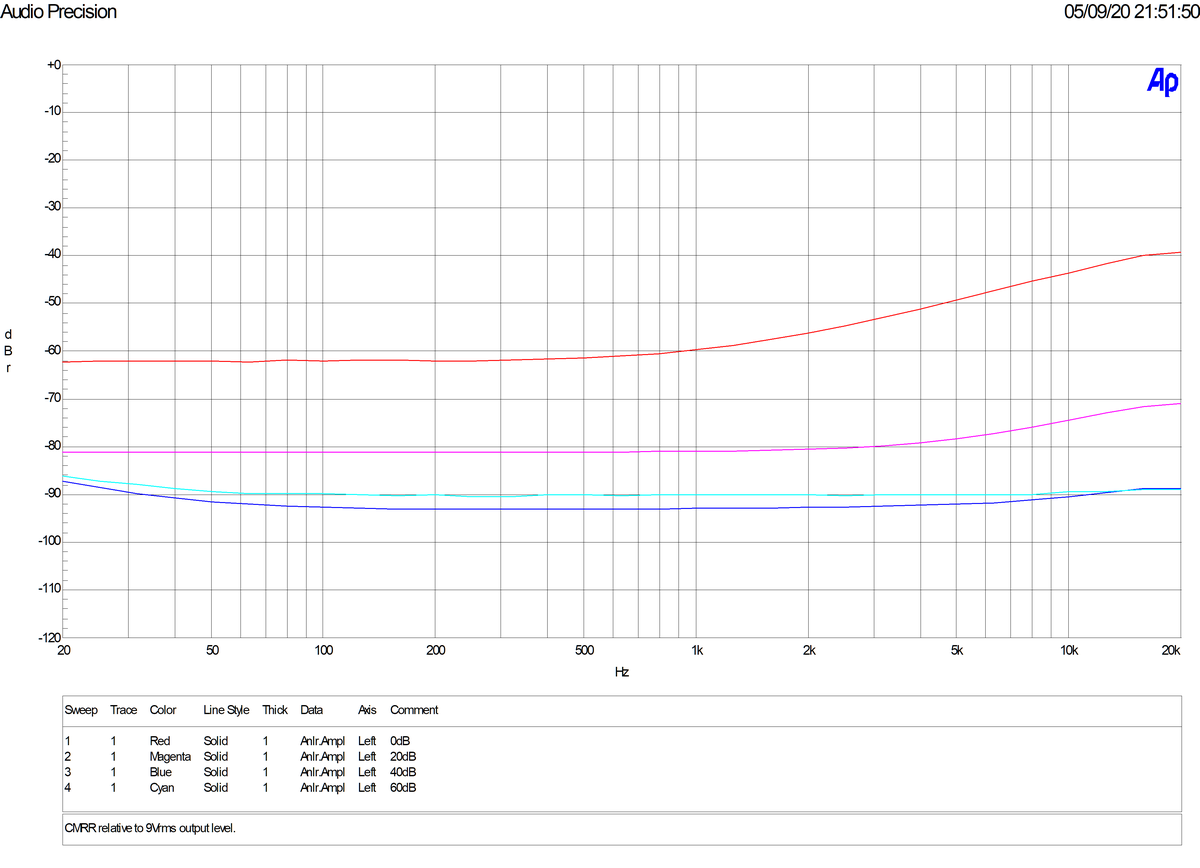 Audio Precision 05/09/20 21:51:50
+0
Ap
-10
-20
-30
-40
-50
d
B
r
-60
-70
-80
-90
-100
-110
-120
20 50 100 200 500 1k 2k 5k 10k 20k
Hz
Sweep Trace Color Line Style Thick Data Axis Comment
1 1 Red Solid 1 Anlr.Ampl Left 0dB
2 1 Magenta Solid 1 Anlr.Ampl Left 20dB
3 1 Blue Solid 1 Anlr.Ampl Left 40dB
4 1 Cyan Solid 1 Anlr.Ampl Left 60dB
CMRR relative to 9Vrms output level.